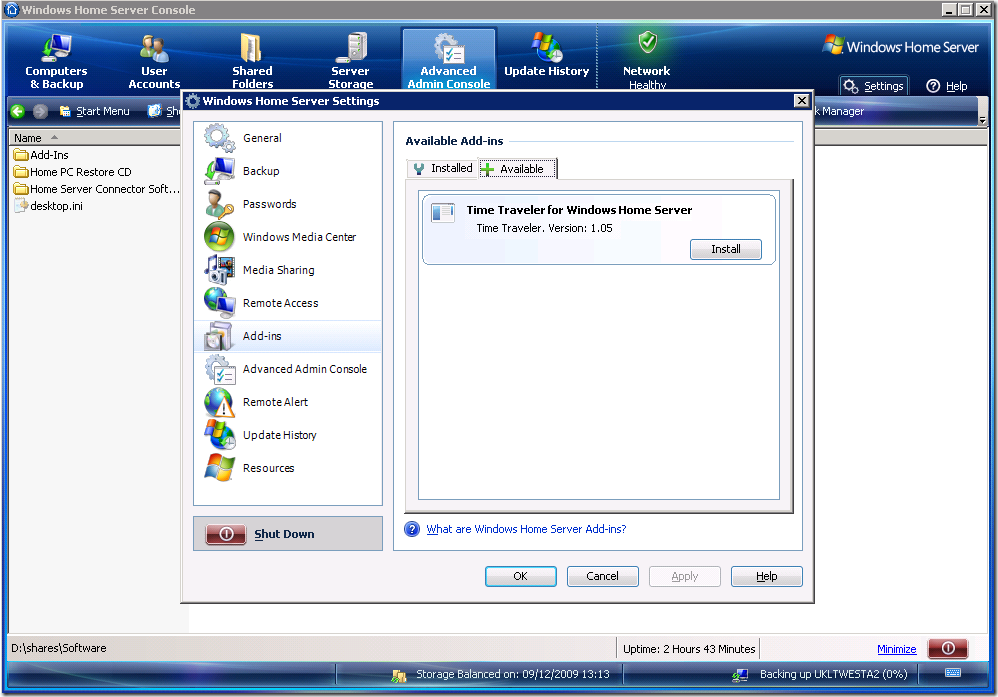 Windows Home Server Console
Computers & Backup
User Accounts
Shared Folders
Server Storage
Advanced Admin Console
Update History
Network Healthy
Windows Home Server
Settings
Help
Start Menu
Sh
k Manager
Windows Home Server Settings
Name
Add-Ins
Home PC Restore CD
Home Server Connector Soft...
desktop.ini
General
Backup
Passwords
Windows Media Center
Media Sharing
Remote Access
Add-ins
Advanced Admin Console
Remote Alert
Update History
Resources
Shut Down
Available Add-ins
Installed
Available
Time Traveler for Windows Home Server
Time Traveler. Version: 1.05
Install
What are Windows Home Server Add-ins?
OK
Cancel
Apply
Help
D:\shares\Software
Uptime: 2 Hours 43 Minutes
Minimize
Storage Balanced on: 09/12/2009 13:13
Backing up UKLTWESTA2 (0%)